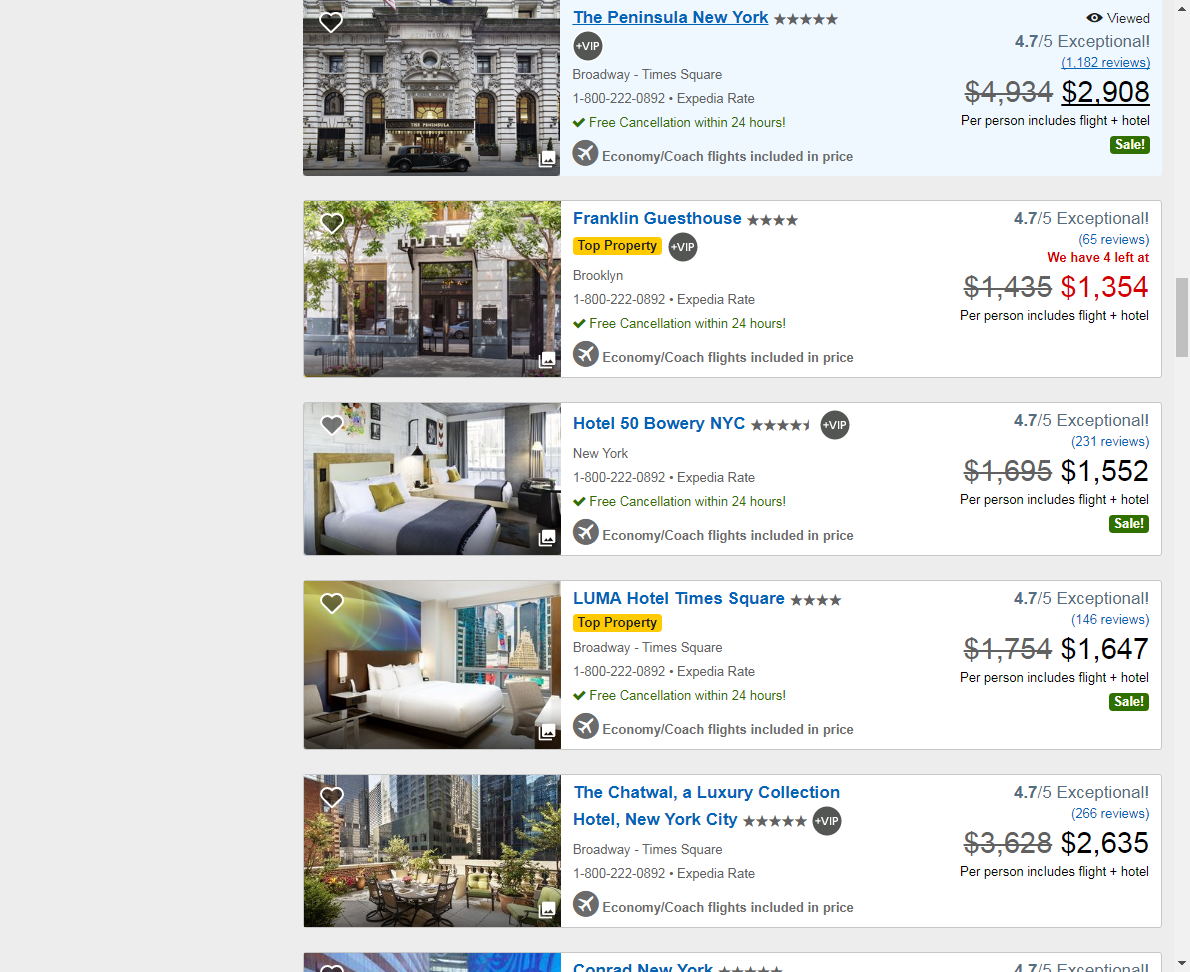 The Peninsula New York
Viewed
+VIP
4.7/5 Exceptional!
(1,182 reviews)
Broadway - Times Square
$4,934 $2,908
1-800-222-0892 • Expedia Rate
Per person includes flight + hotel
Free Cancellation within 24 hours!
Sale!
Economy/Coach flights included in price
THE PENINSULA
Franklin Guesthouse
4.7/5 Exceptional!
Top Property +VIP
(65 reviews)
We have 4 left at
Brooklyn
$1,435 $1,354
1-800-222-0892 • Expedia Rate
Per person includes flight + hotel
Free Cancellation within 24 hours!
Economy/Coach flights included in price
HOTEL
Hotel 50 Bowery NYC +VIP
4.7/5 Exceptional!
(231 reviews)
New York
$1,695 $1,552
1-800-222-0892 • Expedia Rate
Per person includes flight + hotel
Free Cancellation within 24 hours!
Sale!
Economy/Coach flights included in price
LUMA Hotel Times Square
4.7/5 Exceptional!
Top Property
(146 reviews)
Broadway - Times Square
$1,754 $1,647
1-800-222-0892 • Expedia Rate
Per person includes flight + hotel
Free Cancellation within 24 hours!
Sale!
Economy/Coach flights included in price
The Chatwal, a Luxury Collection
Hotel, New York City +VIP
4.7/5 Exceptional!
(266 reviews)
Broadway - Times Square
$3,628 $2,635
1-800-222-0892 • Expedia Rate
Per person includes flight + hotel
Economy/Coach flights included in price
Conrad New York
4.7/5 Exceptional!